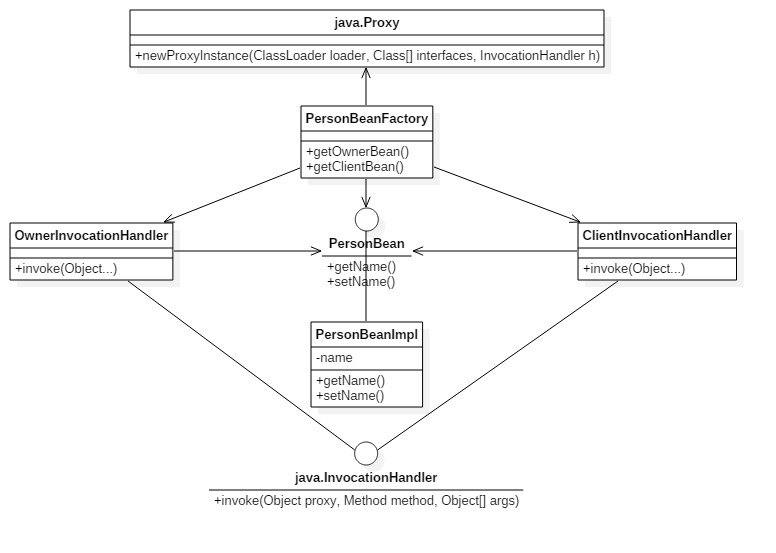 java.Proxy
+newProxyInstance(ClassLoader loader, Class[] interfaces, InvocationHandler h)
PersonBeanFactory
+getOwnerBean()
+getClientBean()
OwnerInvocationHandler
+invoke(Object...)
PersonBean
+getName()
+setName()
ClientInvocationHandler
+invoke(Object...)
PersonBeanImpl
-name
+getName()
+setName()
java.InvocationHandler
+invoke(Object proxy, Method method, Object[] args)